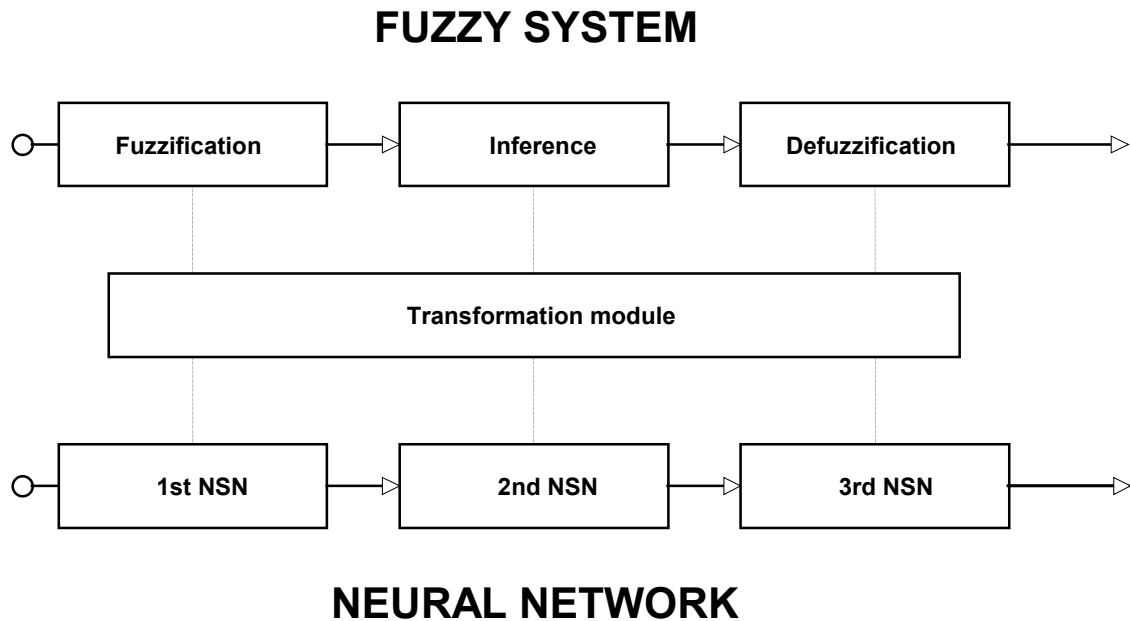 FUZZY SYSTEM
Fuzzification
Inference
Defuzzification
Transformation module
1st NSN
2nd NSN
3rd NSN
NEURAL NETWORK